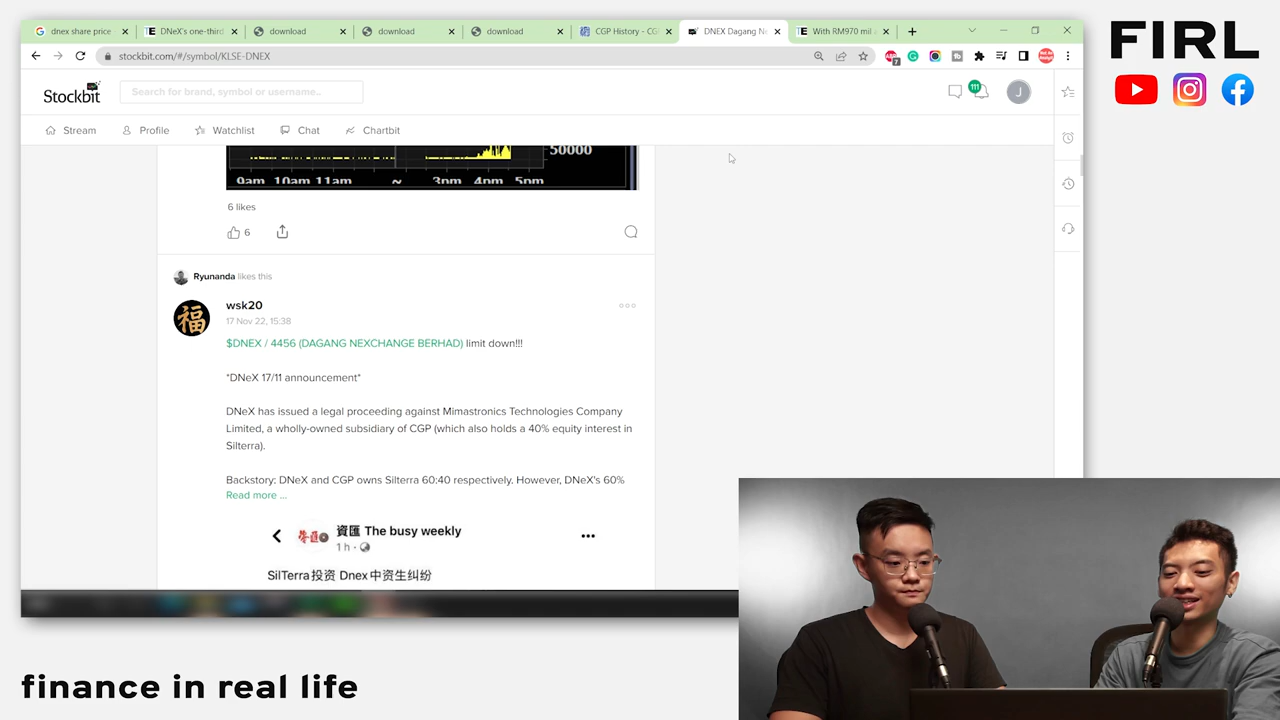 dnex share price
DNeX's one-third
download
download
download
CGP History - CG
DNEX Dagang Ne
With RM970 mil
FIRL
stockbit.com/#/symbol/KLSE-DNEX
Stockbit
Search for brand, symbol or username..
111
J
Stream
Profile
Watchlist
Chat
Chartbit
50000
9am 10am 11am ~ 3pm 4pm 5pm
6 likes
6
Ryunanda likes this
福
wsk20
17 Nov 22, 15:38
$DNEX / 4456 (DAGANG NEXCHANGE BERHAD) limit down!!!
*DNeX 17/11 announcement*
DNeX has issued a legal proceeding against Mimastronics Technologies Company
Limited, a wholly-owned subsidiary of CGP (which also holds a 40% equity interest in
Silterra).
Backstory: DNeX and CGP owns Silterra 60:40 respectively. However, DNeX's 60%
Read more ...
資匯 The busy weekly
1 h
SilTerra投资 Dnex中资生纠纷
finance in real life